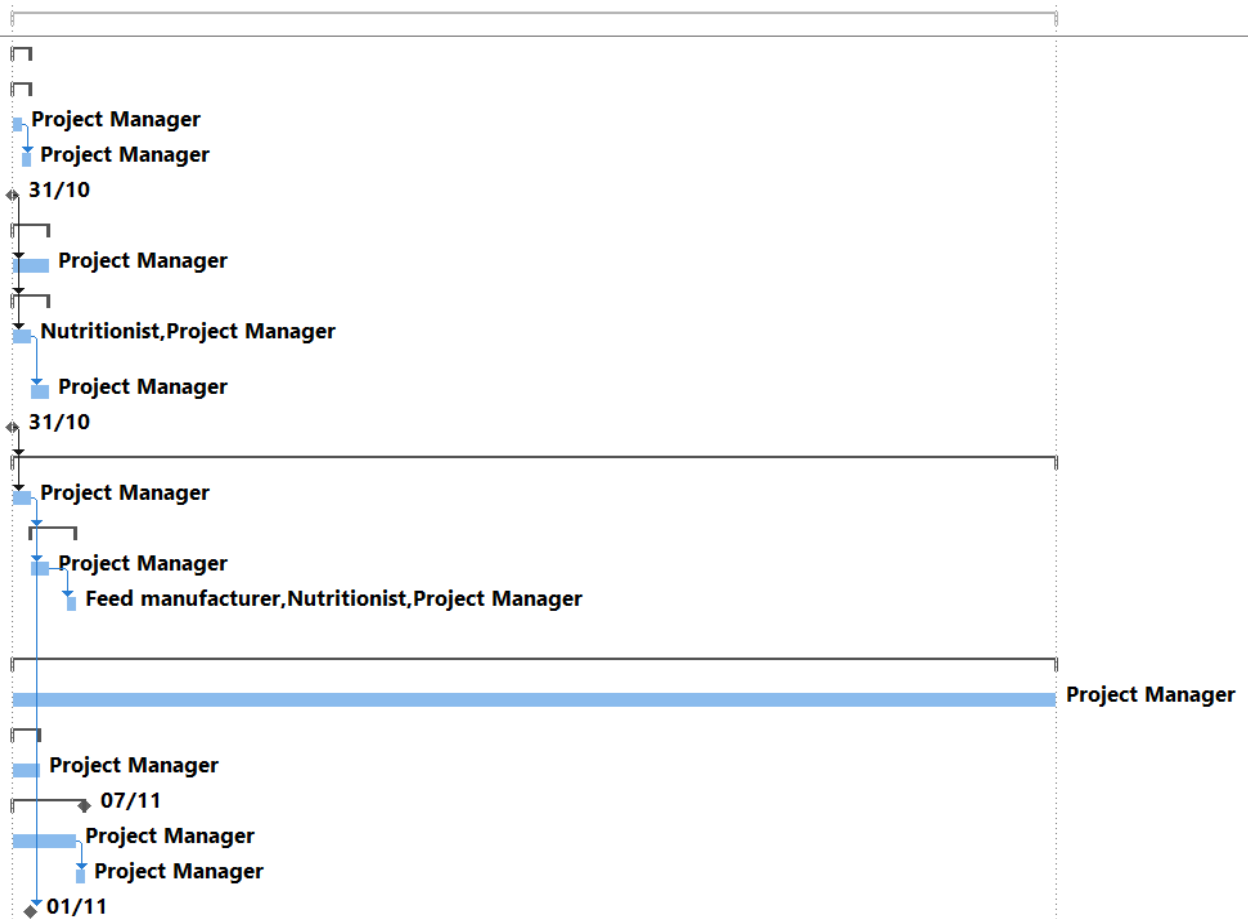 Project Manager
Project Manager
31/10
Project Manager
Nutritionist,Project Manager
Project Manager
31/10
Project Manager
Project Manager
Feed manufacturer,Nutritionist,Project Manager
Project Manager
Project Manager
07/11
Project Manager
Project Manager
01/11